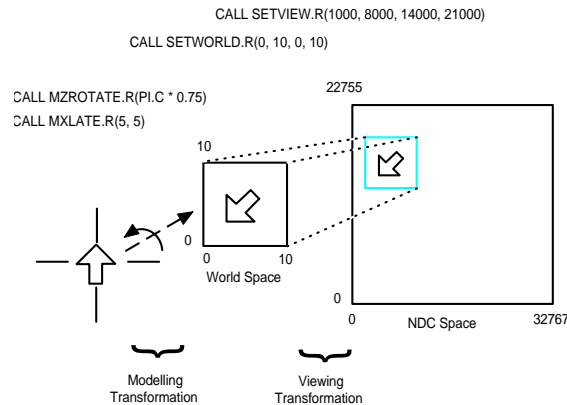 CALL SETVIEW.R(1000, 8000, 14000, 21000)
CALL SETWORLD.R(0, 10, 0, 10)
CALL MZROTATE.R(PI.C * 0.75)
CALL MXLATE.R(5, 5)
22755
10
0
0
10
World Space
0
0
NDC Space
32767
Modelling
Transformation
Viewing
Transformation